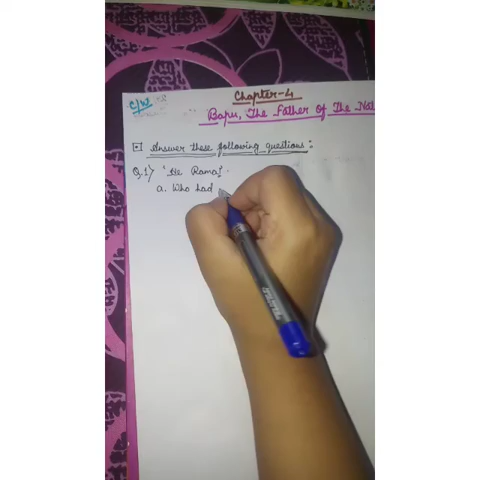 C/W
Chapter-4
Bapu, The Father Of The Nat
Answer these following questions:
Q.1) 'He Rama!'
a. Who had